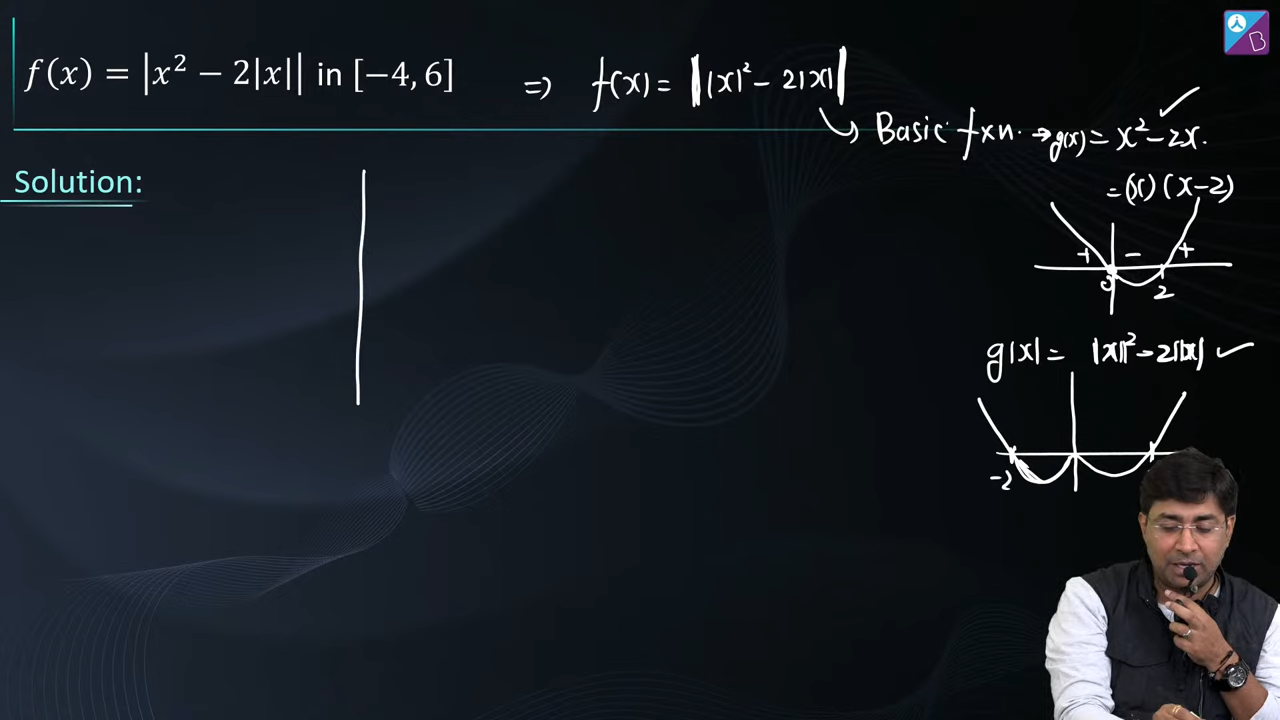 f(x) = |x² − 2|x|| in [−4, 6]
⇒ f(x) = ||x|² − 2|x||
Basic fxn. → g(x) = x² − 2x.
= (x) (x−2)
Solution:
+ − +
0 2
g|x| = |x|² − 2|x|
−2
B